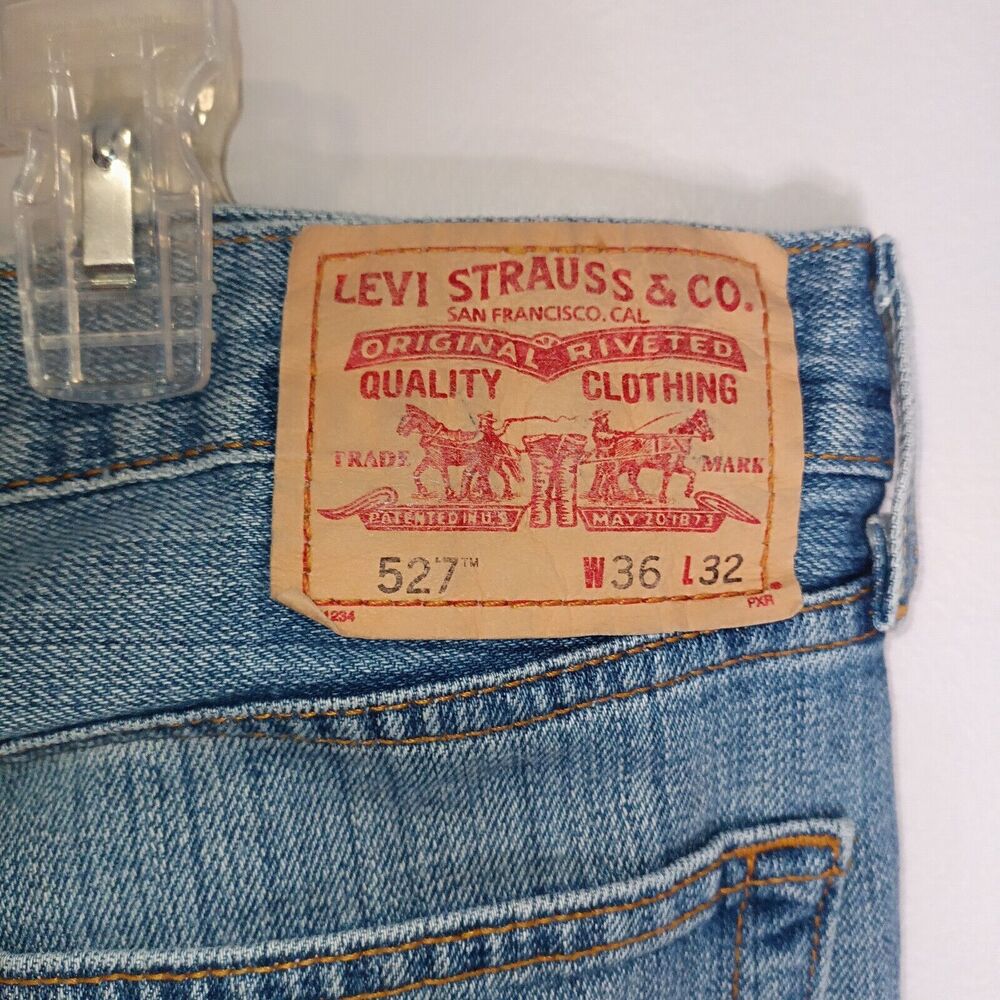 LEVI STRAUSS & CO.
SAN FRANCISCO. CAL
ORIGINAL RIVETED
QUALITY CLOTHING
TRADE MARK
PATENTED IN U.S. MAY 20 1873
527™ W36 L32
1234 PXR